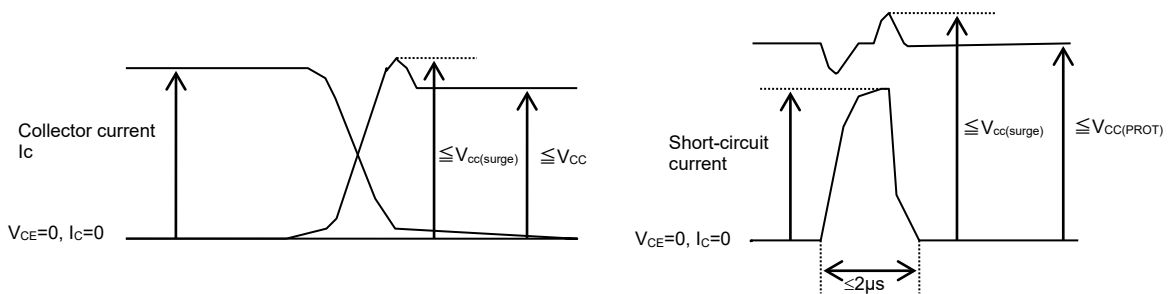 Collector current
Ic
≦Vcc(surge)
≦VCC
VCE=0, IC=0
Short-circuit
current
≦Vcc(surge)
≦VCC(PROT)
VCE=0, IC=0
≤2μs